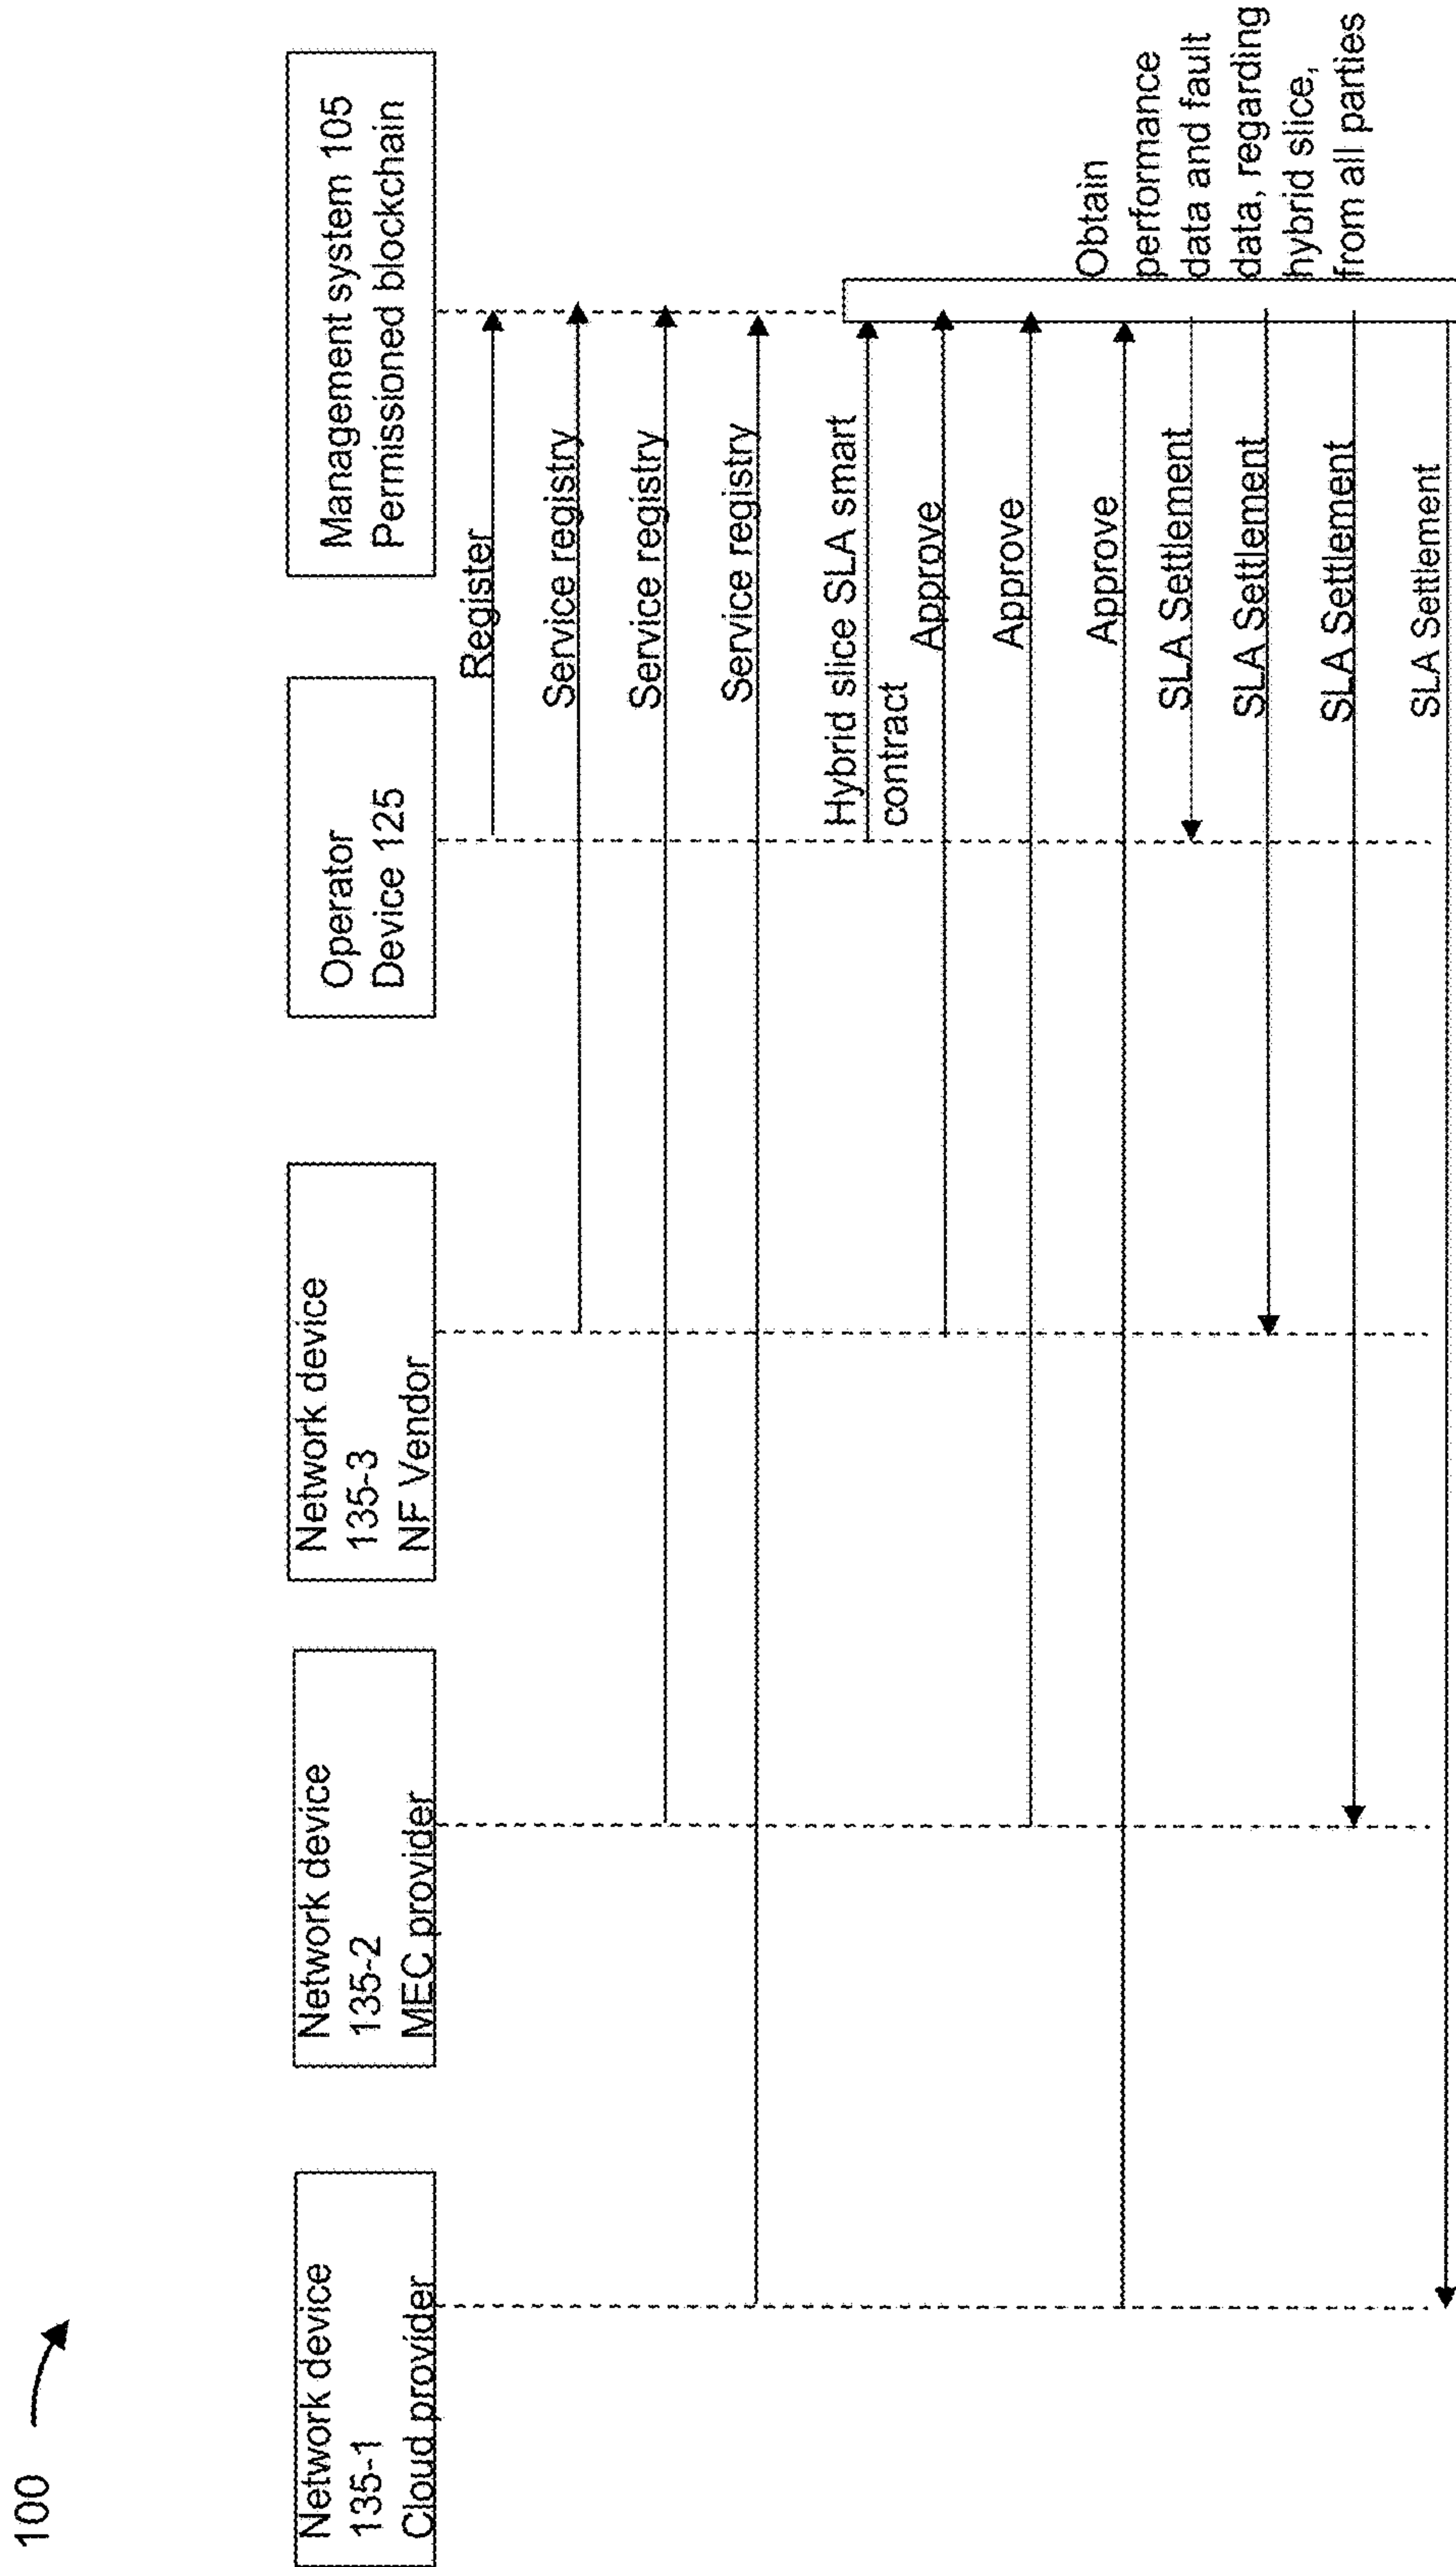 100
Network device
135-1
Cloud provider
Network device
135-2
MEC provider
Network device
135-3
NF Vendor
Operator
Device 125
Management system 105
Permissioned blockchain
Register
Service registry
Service registry
Service registry
Hybrid slice SLA smart
contract
Approve
Approve
Approve
Obtain
performance
data and fault
data, regarding
hybrid slice,
from all parties
SLA Settlement
SLA Settlement
SLA Settlement
SLA Settlement